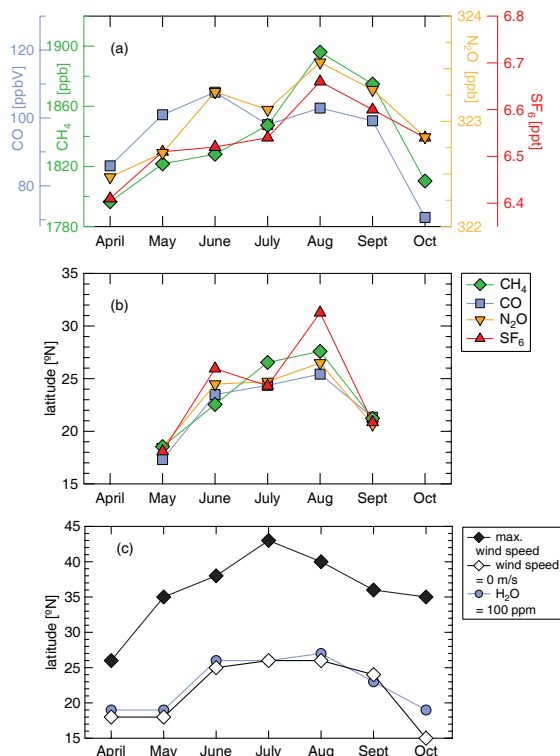 (a)
CO [ppbV]
120
100
80
CH4 [ppb]
1900
1860
1820
1780
324
323
322
N2O [ppb]
6.8
6.7
6.6
6.5
6.4
SF6 [ppt]
April May June July Aug Sept Oct
(b)
latitude [ºN]
35
30
25
20
15
April May June July Aug Sept Oct
CH4
CO
N2O
SF6
(c)
latitude [ºN]
45
40
35
30
25
20
15
April May June July Aug Sept Oct
max.
wind speed
wind speed
= 0 m/s
H2O
= 100 ppm